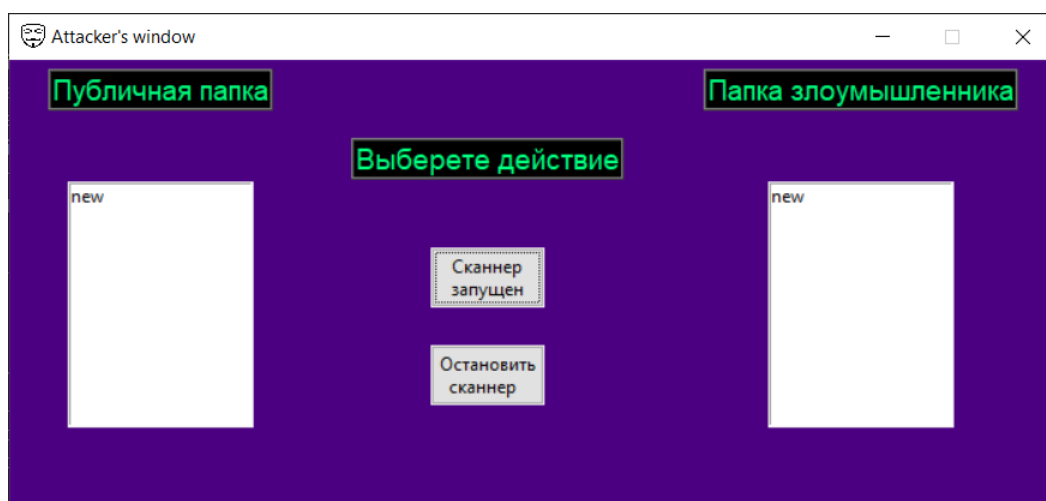 Attacker's window
Публичная папка
Папка злоумышленника
Выберете действие
new
new
Сканнер
запущен
Остановить
сканнер